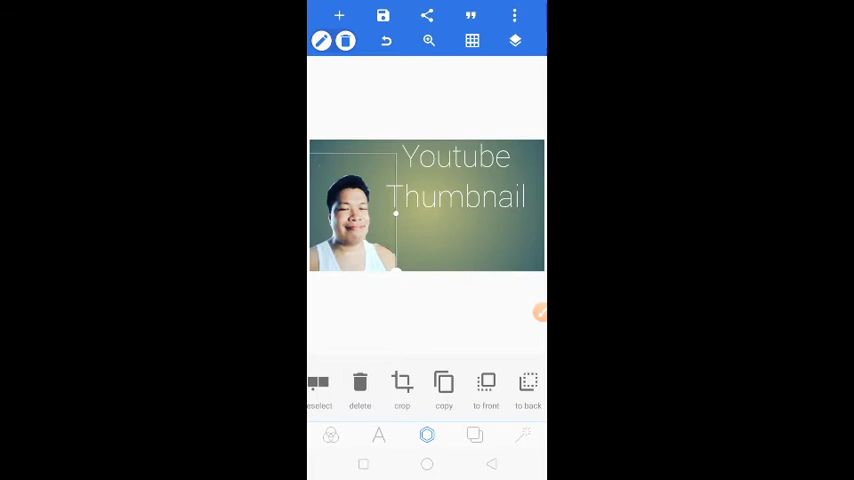 Youtube
Thumbnail
eselect
delete
crop
copy
to front
to back